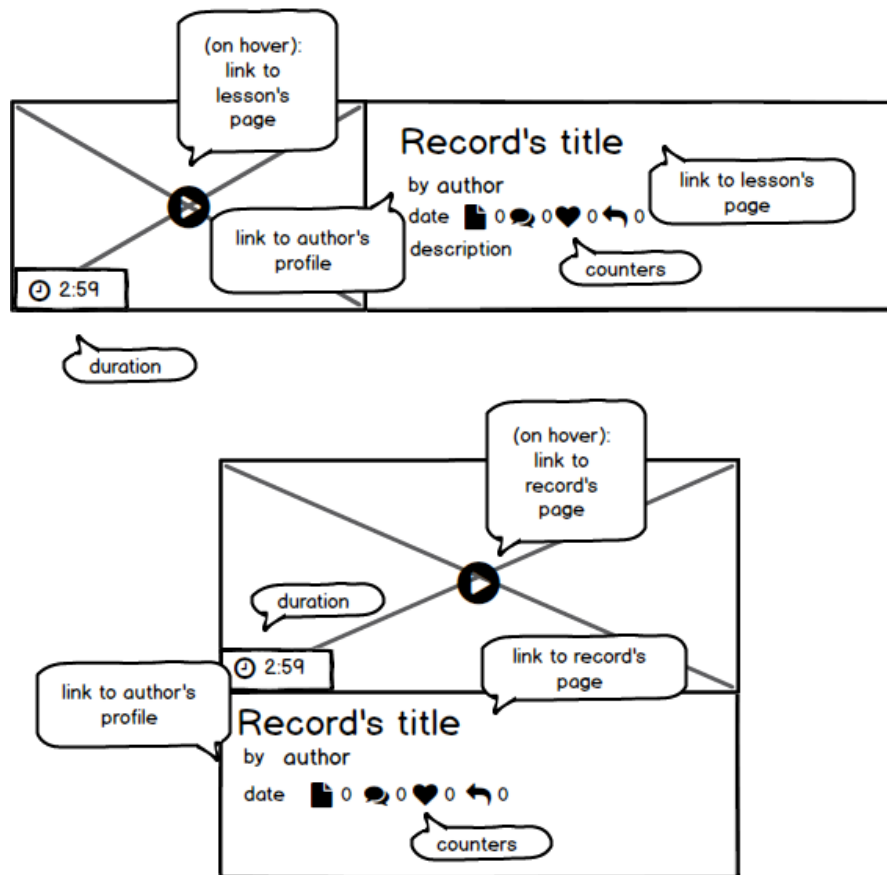 (on hover):
link to
lesson's
page
Record's title
by author
link to lesson's
page
date 0 0 0 0
link to author's
profile
description
counters
2:59
duration
(on hover):
link to
record's
page
duration
2:59
link to record's
page
link to author's
profile
Record's title
by author
date 0 0 0 0
counters